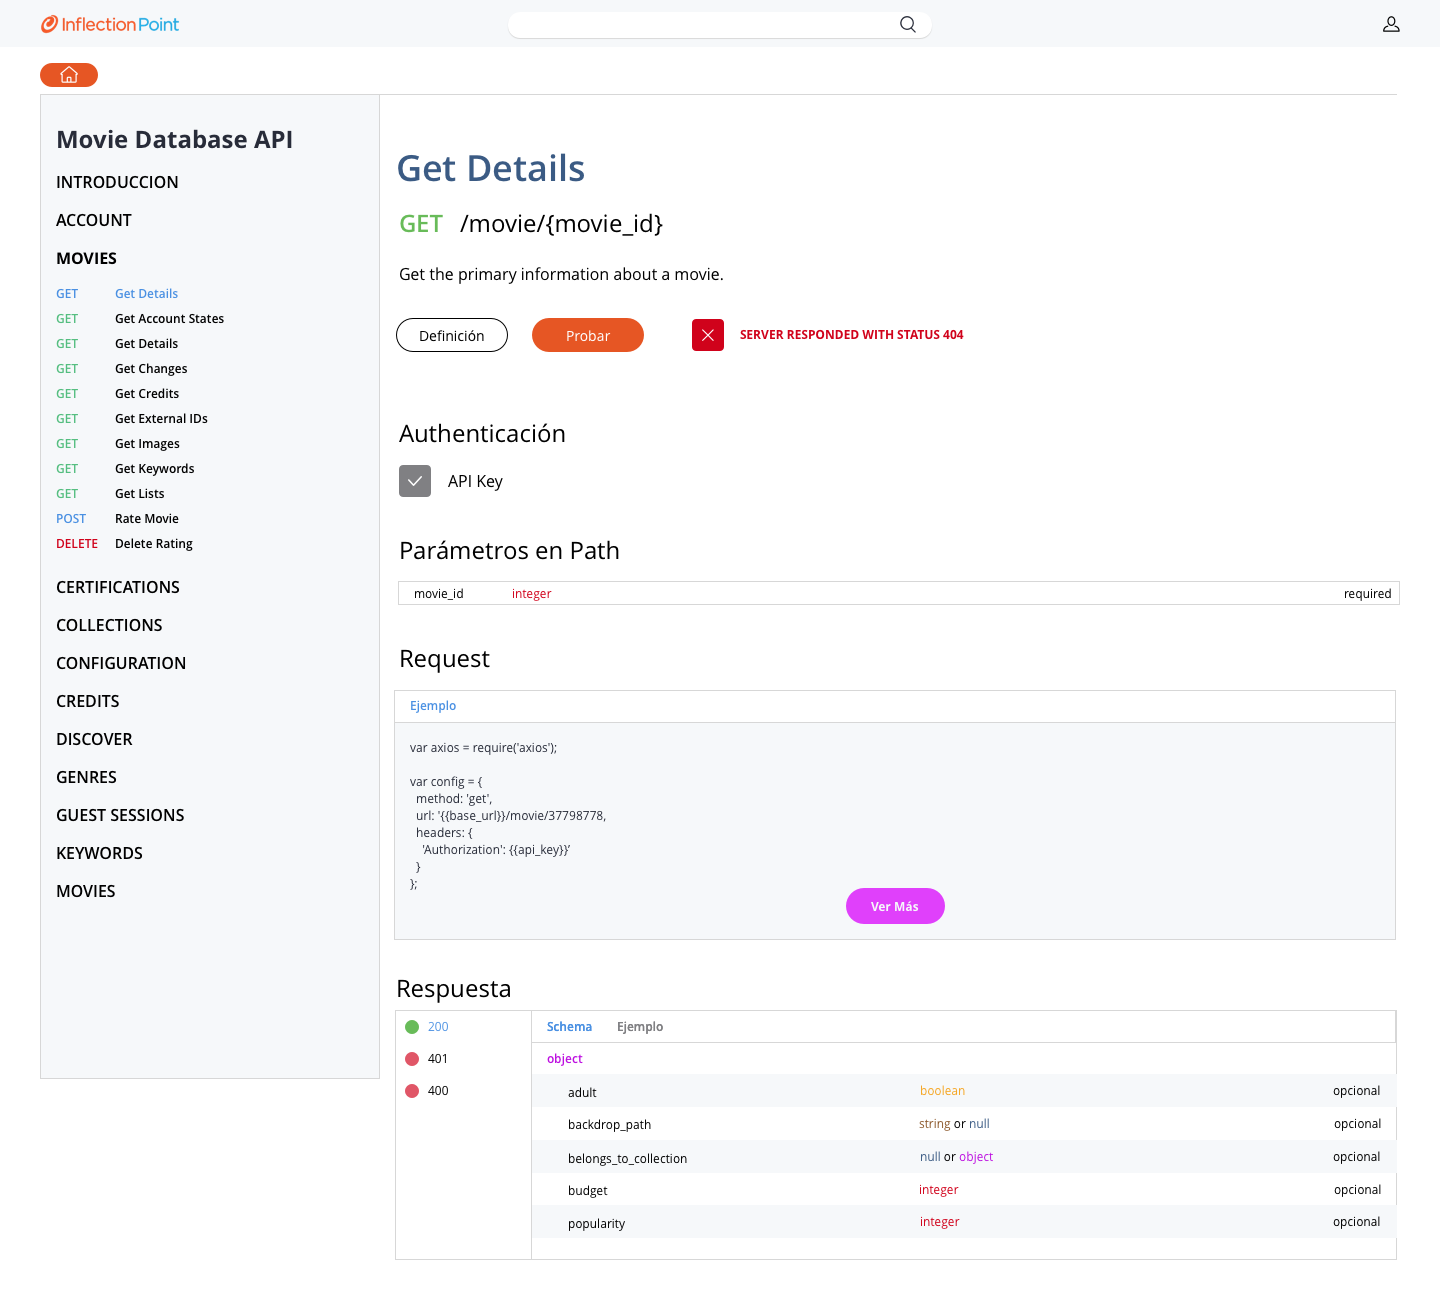 Inflection Point
Movie Database API
INTRODUCCION
ACCOUNT
MOVIES
GET Get Details
GET Get Account States
GET Get Details
GET Get Changes
GET Get Credits
GET Get External IDs
GET Get Images
GET Get Keywords
GET Get Lists
POST Rate Movie
DELETE Delete Rating
CERTIFICATIONS
COLLECTIONS
CONFIGURATION
CREDITS
DISCOVER
GENRES
GUEST SESSIONS
KEYWORDS
MOVIES
Get Details
GET /movie/{movie_id}
Get the primary information about a movie.
Definición Probar SERVER RESPONDED WITH STATUS 404
Authenticación
API Key
Parámetros en Path
movie_id integer required
Request
Ejemplo
var axios = require('axios');
var config = {
method: 'get',
url: '{{base_url}}/movie/37798778,
headers: {
'Authorization': {{api_key}}'
}
};
Ver Más
Respuesta
200
401
400
Schema Ejemplo
object
adult boolean opcional
backdrop_path string or null opcional
belongs_to_collection null or object opcional
budget integer opcional
popularity integer opcional